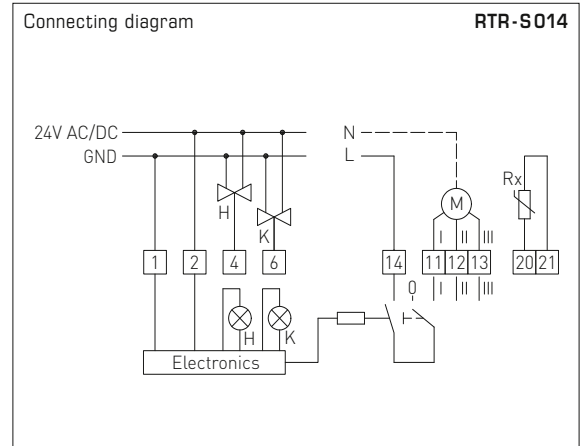 Connecting diagram RTR-S014
24V AC/DC N
GND L
Rx
M
H
K
I II III
1 2 4 6 14 11 12 13 20 21
0 I II III
H K
Electronics